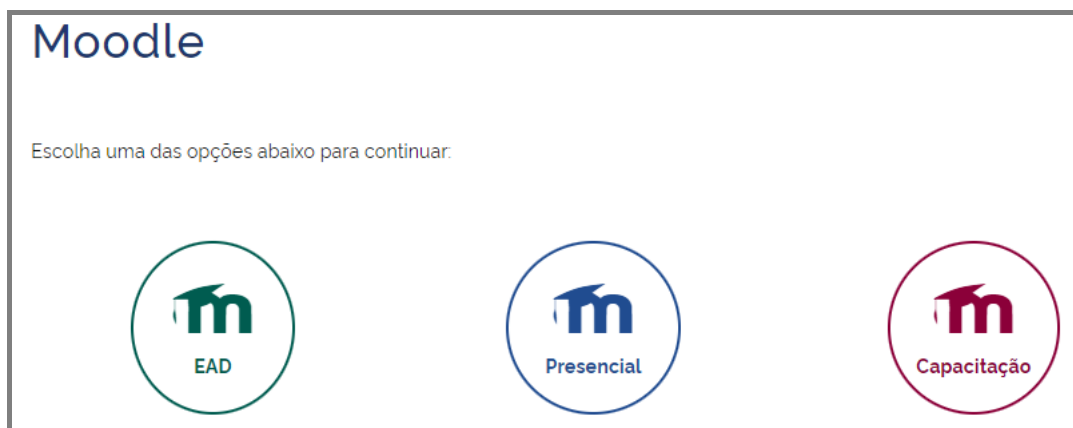 Moodle
Escolha uma das opções abaixo para continuar:
m
EAD
m
Presencial
m
Capacitação